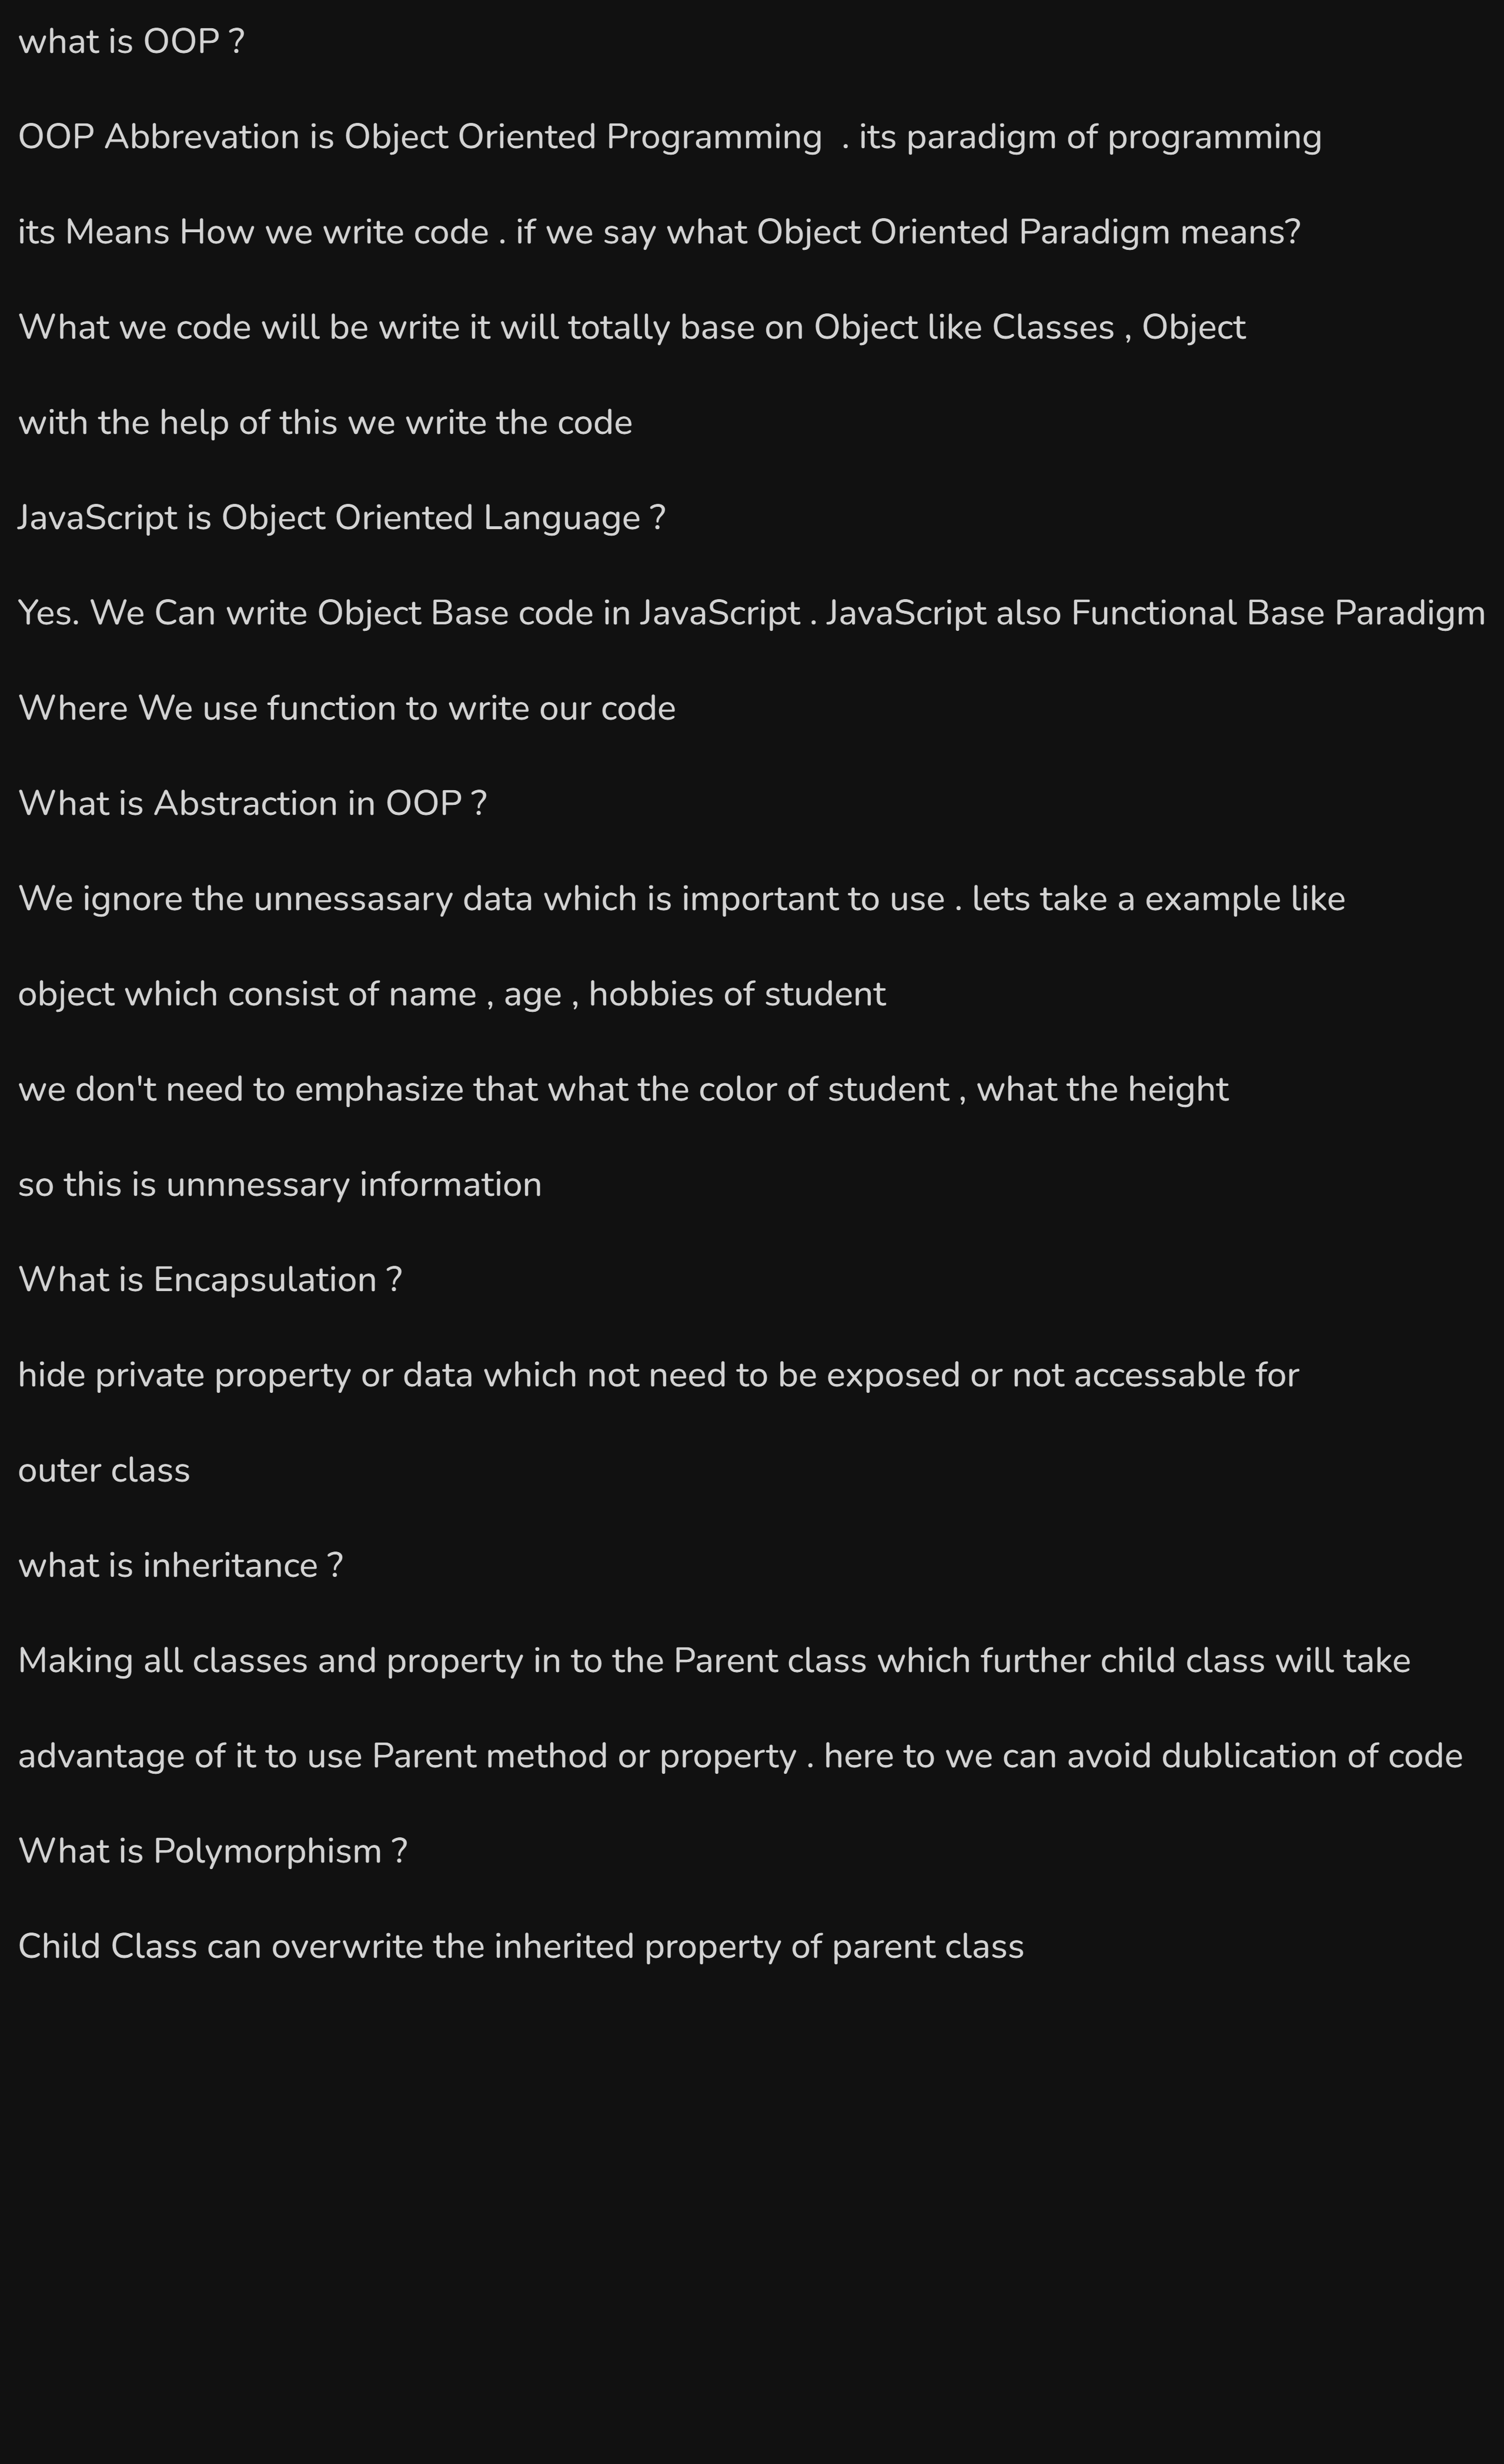 what is OOP ?
OOP Abbrevation is Object Oriented Programming  . its paradigm of programming
its Means How we write code . if we say what Object Oriented Paradigm means?
What we code will be write it will totally base on Object like Classes , Object
with the help of this we write the code
JavaScript is Object Oriented Language ?
Yes. We Can write Object Base code in JavaScript . JavaScript also Functional Base Paradigm
Where We use function to write our code
What is Abstraction in OOP ?
We ignore the unnessasary data which is important to use . lets take a example like
object which consist of name , age , hobbies of student
we don't need to emphasize that what the color of student , what the height
so this is unnnessary information
What is Encapsulation ?
hide private property or data which not need to be exposed or not accessable for
outer class
what is inheritance ?
Making all classes and property in to the Parent class which further child class will take
advantage of it to use Parent method or property . here to we can avoid dublication of code
What is Polymorphism ?
Child Class can overwrite the inherited property of parent class